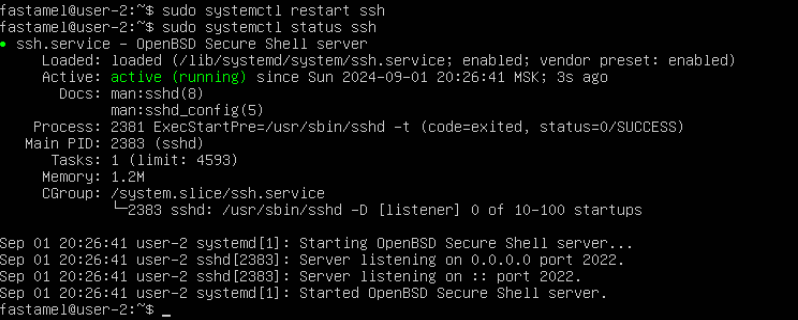 fastamel@user-2:~$ sudo systemctl restart ssh
fastamel@user-2:~$ sudo systemctl status ssh
● ssh.service - OpenBSD Secure Shell server
Loaded: loaded (/lib/systemd/system/ssh.service; enabled; vendor preset: enabled)
Active: active (running) since Sun 2024-09-01 20:26:41 MSK; 3s ago
Docs: man:sshd(8)
man:sshd_config(5)
Process: 2381 ExecStartPre=/usr/sbin/sshd -t (code=exited, status=0/SUCCESS)
Main PID: 2383 (sshd)
Tasks: 1 (limit: 4593)
Memory: 1.2M
CGroup: /system.slice/ssh.service
└─2383 sshd: /usr/sbin/sshd -D [listener] 0 of 10-100 startups
Sep 01 20:26:41 user-2 systemd[1]: Starting OpenBSD Secure Shell server...
Sep 01 20:26:41 user-2 sshd[2383]: Server listening on 0.0.0.0 port 2022.
Sep 01 20:26:41 user-2 sshd[2383]: Server listening on :: port 2022.
Sep 01 20:26:41 user-2 systemd[1]: Started OpenBSD Secure Shell server.
fastamel@user-2:~$ _